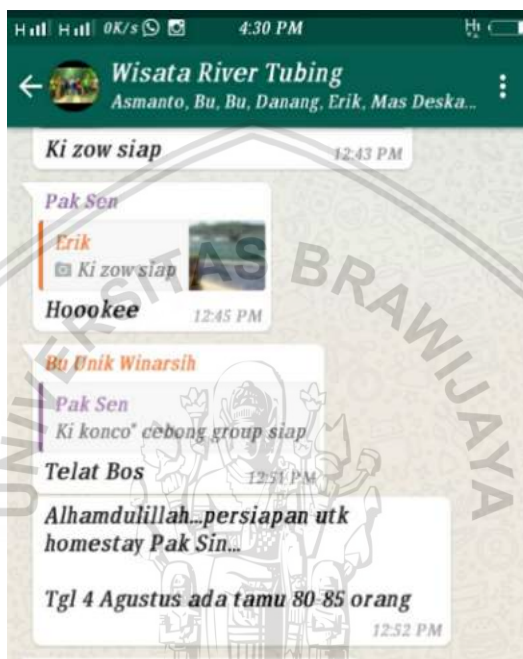 H H 0K/s 4:30 PM
Wisata River Tubing
Asmanto, Bu, Bu, Danang, Erik, Mas Deska...
Ki zow siap 12:43 PM
Pak Sen
Erik
Ki zow siap
Hoookee 12:45 PM
Bu Unik Winarsih
Pak Sen
Ki konco" cebong group siap
Telat Bos 12:51 PM
Alhamdulillah...persiapan utk
homestay Pak Sin...
Tgl 4 Agustus ada tamu 80-85 orang
12:52 PM
UNIVERSITAS BRAWIJAYA